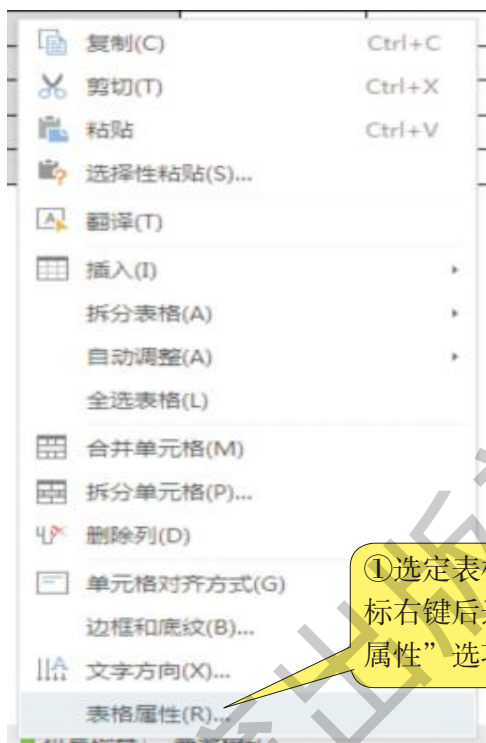 复制(C) Ctrl+C
剪切(T) Ctrl+X
粘贴 Ctrl+V
选择性粘贴(S)...
翻译(T)
插入(I)
拆分表格(A)
自动调整(A)
全选表格(L)
合并单元格(M)
拆分单元格(P)...
删除列(D)
单元格对齐方式(G)
边框和底纹(B)...
文字方向(X)...
表格属性(R)...
①选定表
标右键后
属性”选